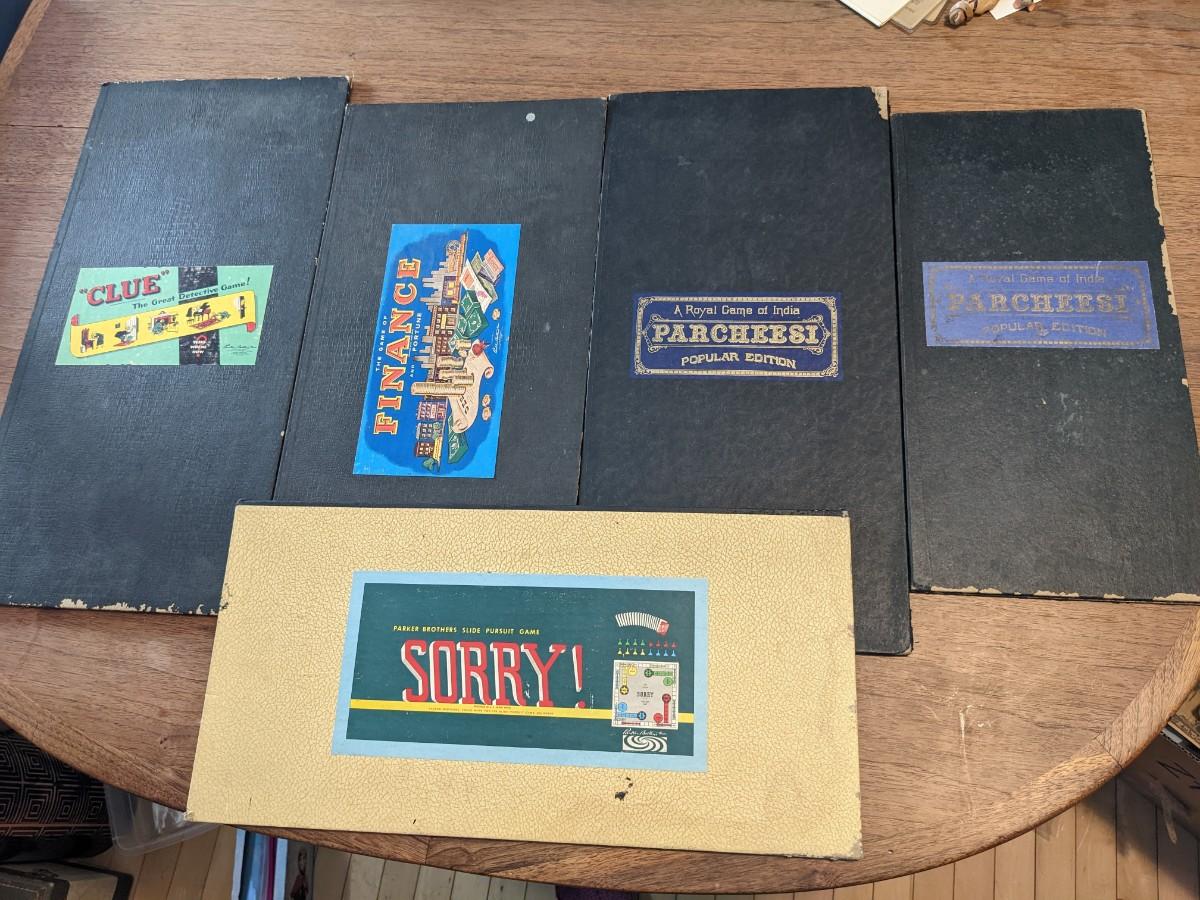 "CLUE"
The Great Detective Game!
THE GAME OF
FINANCE
AND FORTUNE
A Royal Game of India
PARCHEESI
POPULAR EDITION
A Royal Game of India
PARCHEESI
POPULAR EDITION
PARKER BROTHERS SLIDE PURSUIT GAME
SORRY!
SORRY